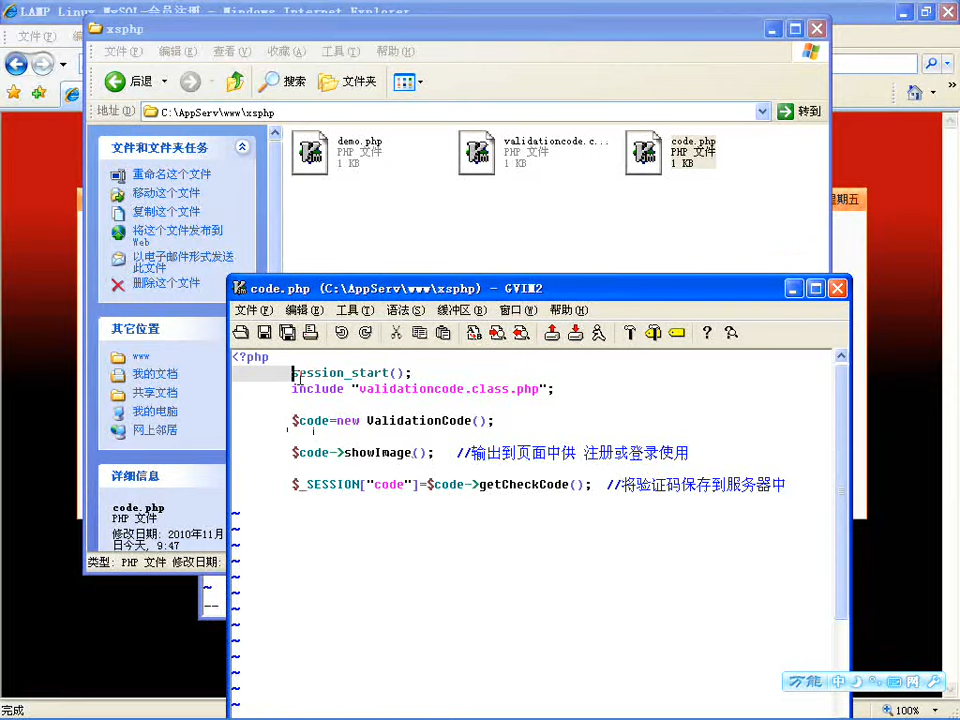 LAMP Linux MySQL-会员注册 - Windows Internet Explorer
文件(F)
xsphp
文件(F) 编辑(E) 查看(V) 收藏(A) 工具(T) 帮助(H)
后退 搜索 文件夹
地址(D) C:\AppServ\www\xsphp 转到
文件和文件夹任务
重命名这个文件
移动这个文件
复制这个文件
将这个文件发布到
Web
以电子邮件形式发送
此文件
删除这个文件
其它位置
www
我的文档
共享文档
我的电脑
网上邻居
详细信息
code.php
PHP 文件
修改日期: 2010年11月
日今天, 9:47
类型: PHP 文件 修改日期:
demo.php
PHP 文件
1 KB
validationcode.c...
PHP 文件
1 KB
code.php
PHP 文件
1 KB
星期五
code.php (C:\AppServ\www\xsphp) - GVIM2
文件(F) 编辑(E) 工具(T) 语法(S) 缓冲区(B) 窗口(W) 帮助(H)
<?php
session_start();
include "validationcode.class.php";
$code=new ValidationCode();
$code->showImage(); //输出到页面中供 注册或登录使用
$_SESSION["code"]=$code->getCheckCode(); //将验证码保存到服务器中
~
~
~
~
~
~
~
~
~
~
~
~
~
~
--
万能 中 网
完成
100%